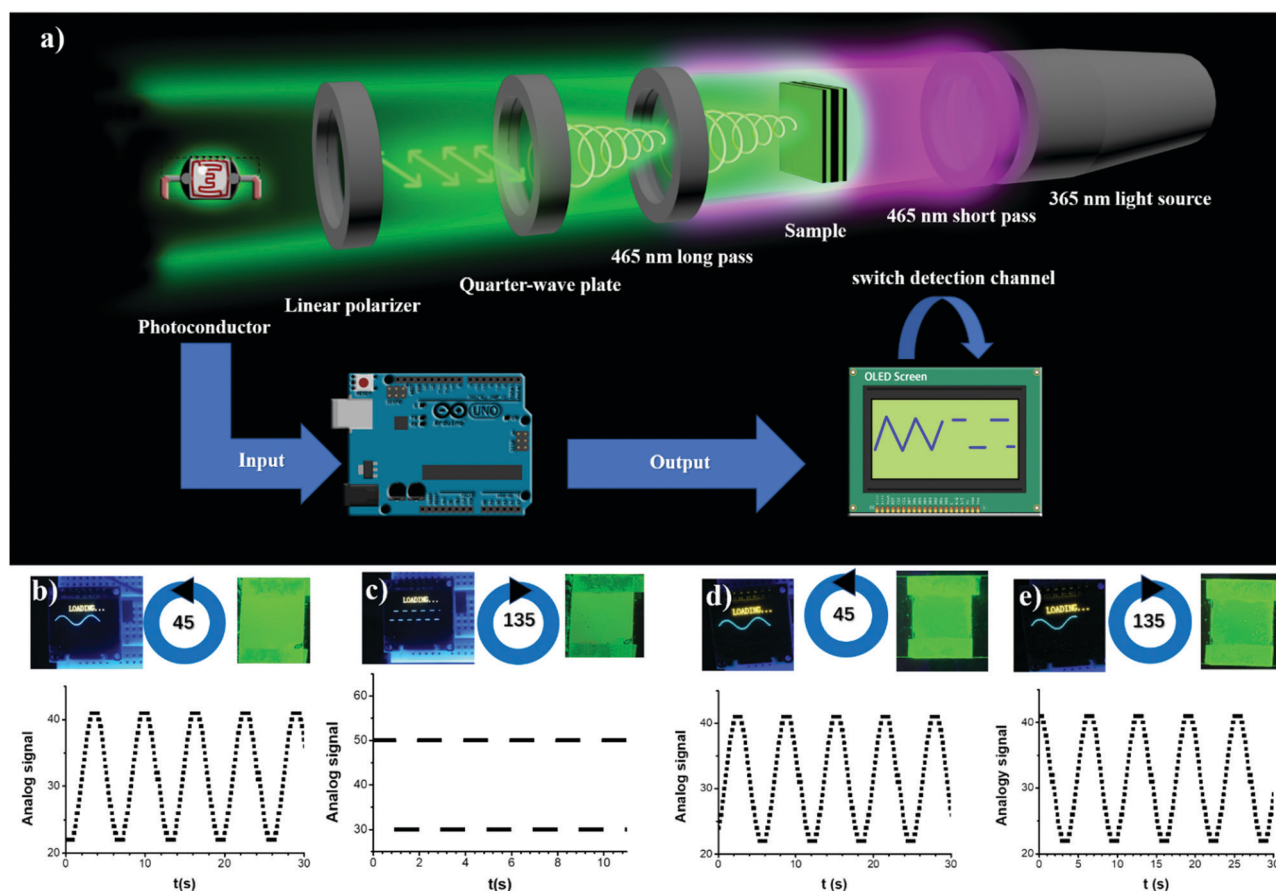 a)
365 nm light source
465 nm short pass
Sample
465 nm long pass
Quarter-wave plate
Linear polarizer
Photoconductor
switch detection channel
Input
UNO
Output
OLED Screen
b)
LOADING...
45
c)
LOADING...
135
d)
LOADING...
45
e)
LOADING...
135
Analog signal
40
30
20
0
10
20
30
t(s)
Analog signal
60
50
40
30
0
2
4
6
8
10
t(s)
Analog signal
40
30
20
0
10
20
30
t (s)
Analogy signal
40
30
20
0
5
10
15
20
25
30
t (s)